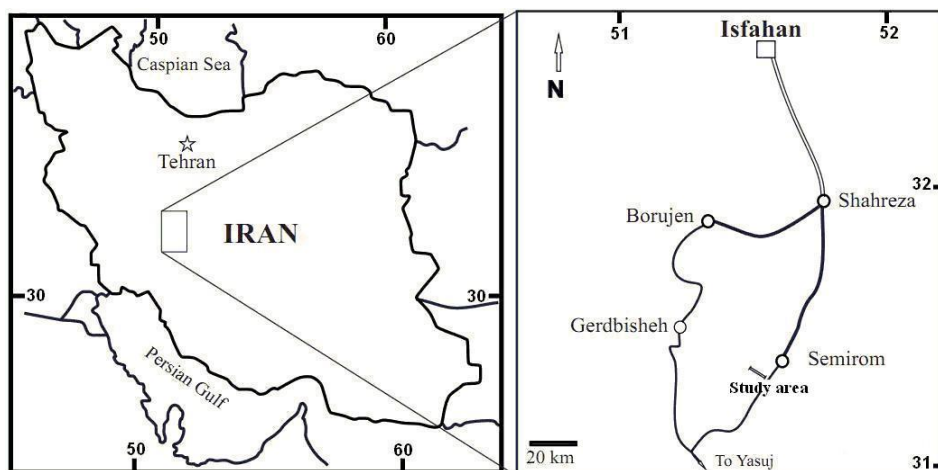 50
60
Caspian Sea
Tehran
IRAN
30
30
Persian Gulf
50
60
51
52
Isfahan
N
32
Shahreza
Borujen
Gerdbisheh
Semirom
Study area
20 km
To Yasuj
31